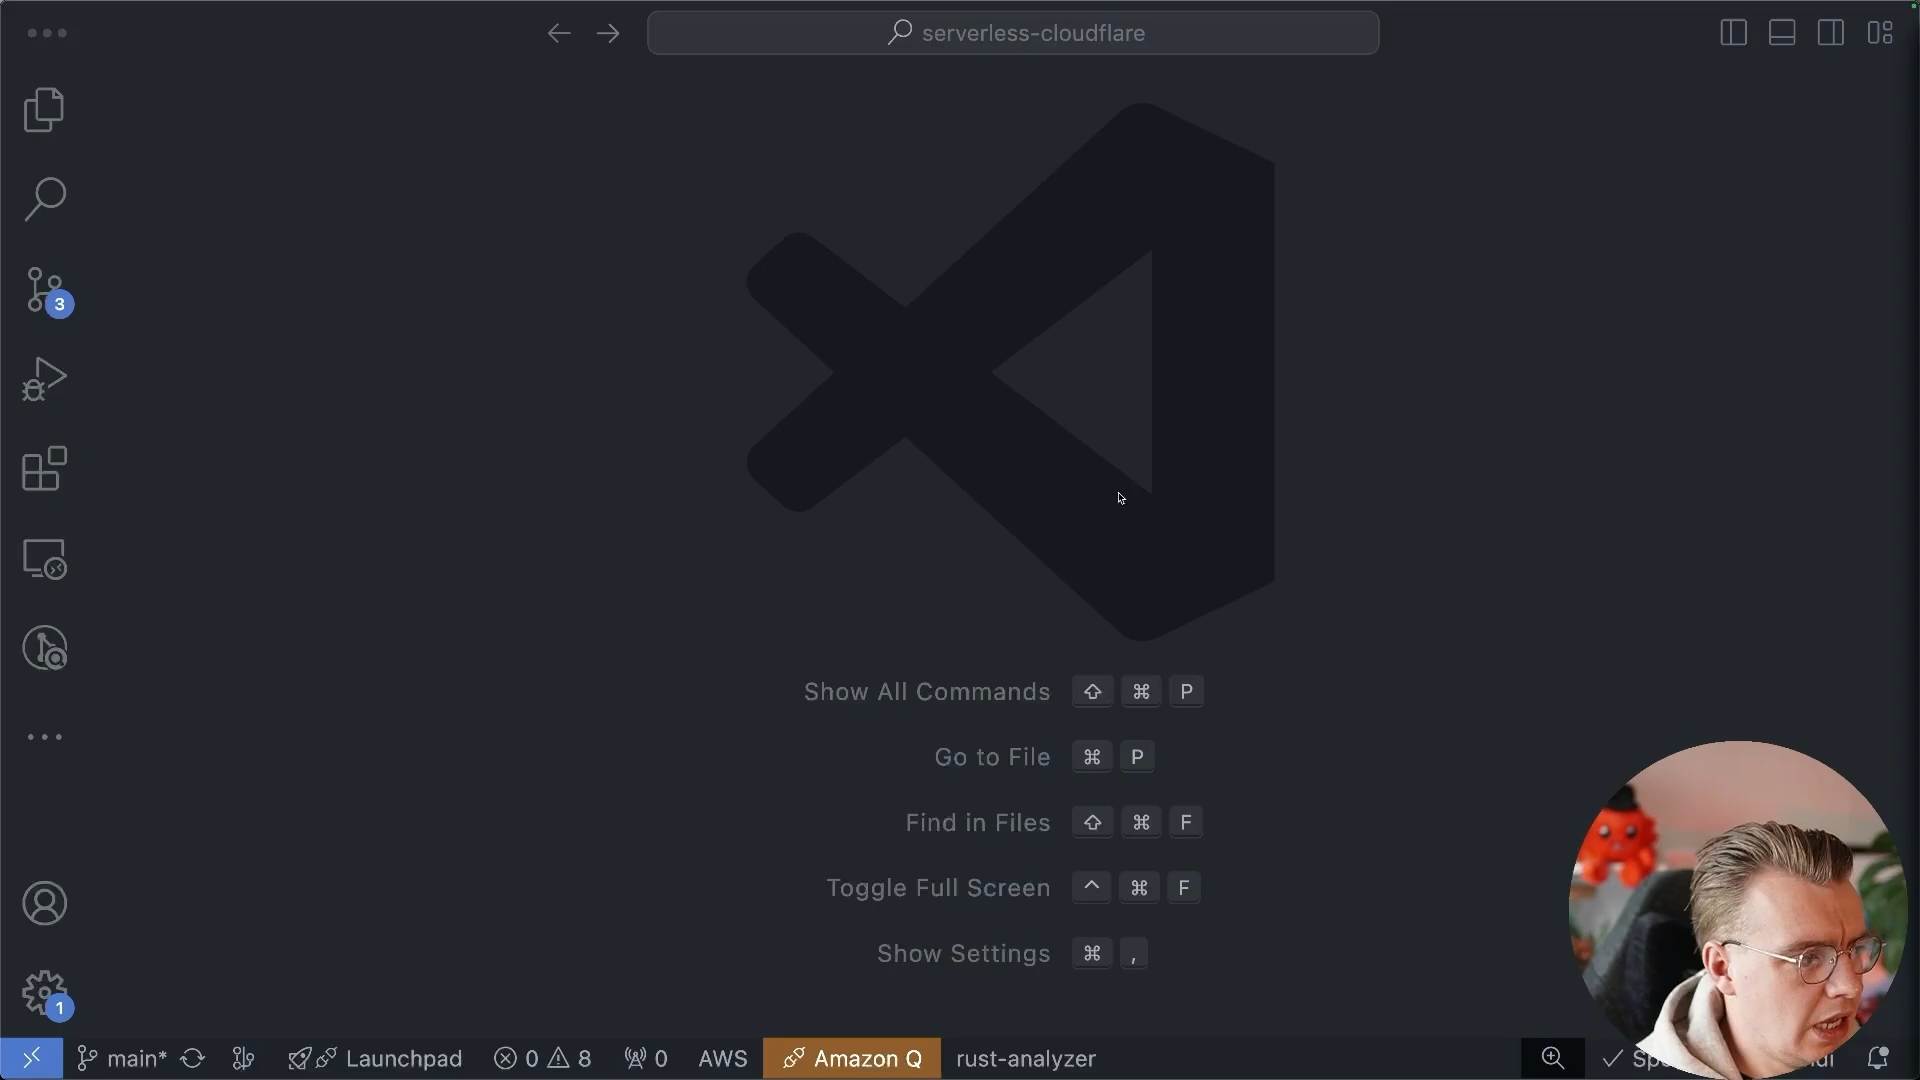 serverless-cloudflare
3
Show All Commands ⇧ ⌘ P
Go to File ⌘ P
Find in Files ⇧ ⌘ F
Toggle Full Screen ^ ⌘ F
Show Settings ⌘ ,
1
main* Launchpad 0 8 0 AWS Amazon Q rust-analyzer